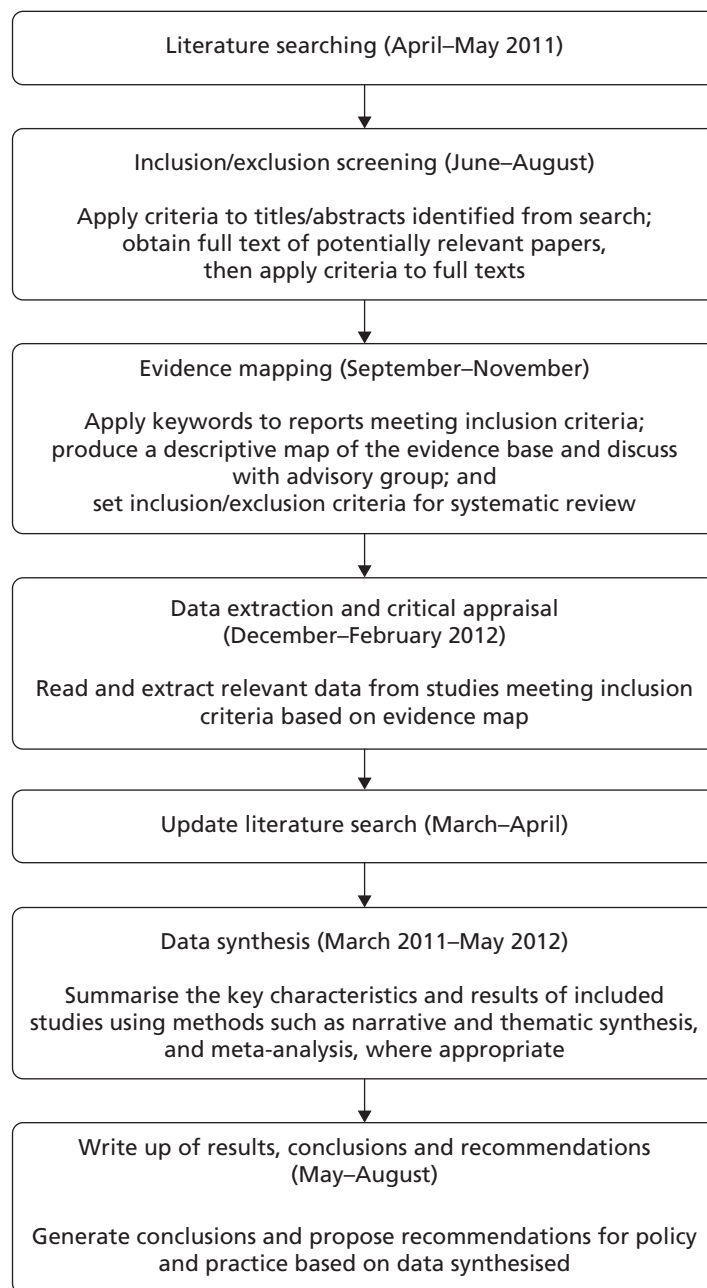 Literature searching (April–May 2011)
Inclusion/exclusion screening (June–August)
Apply criteria to titles/abstracts identified from search;
obtain full text of potentially relevant papers,
then apply criteria to full texts
Evidence mapping (September–November)
Apply keywords to reports meeting inclusion criteria;
produce a descriptive map of the evidence base and discuss
with advisory group; and
set inclusion/exclusion criteria for systematic review
Data extraction and critical appraisal
(December–February 2012)
Read and extract relevant data from studies meeting inclusion
criteria based on evidence map
Update literature search (March–April)
Data synthesis (March 2011–May 2012)
Summarise the key characteristics and results of included
studies using methods such as narrative and thematic synthesis,
and meta-analysis, where appropriate
Write up of results, conclusions and recommendations
(May–August)
Generate conclusions and propose recommendations for policy
and practice based on data synthesised